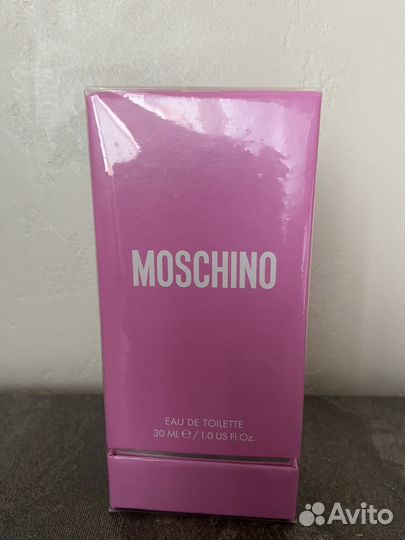 MOSCHINO
EAU DE TOILETTE
30 ML ℮ / 1.0 US Fl.Oz.
Avito